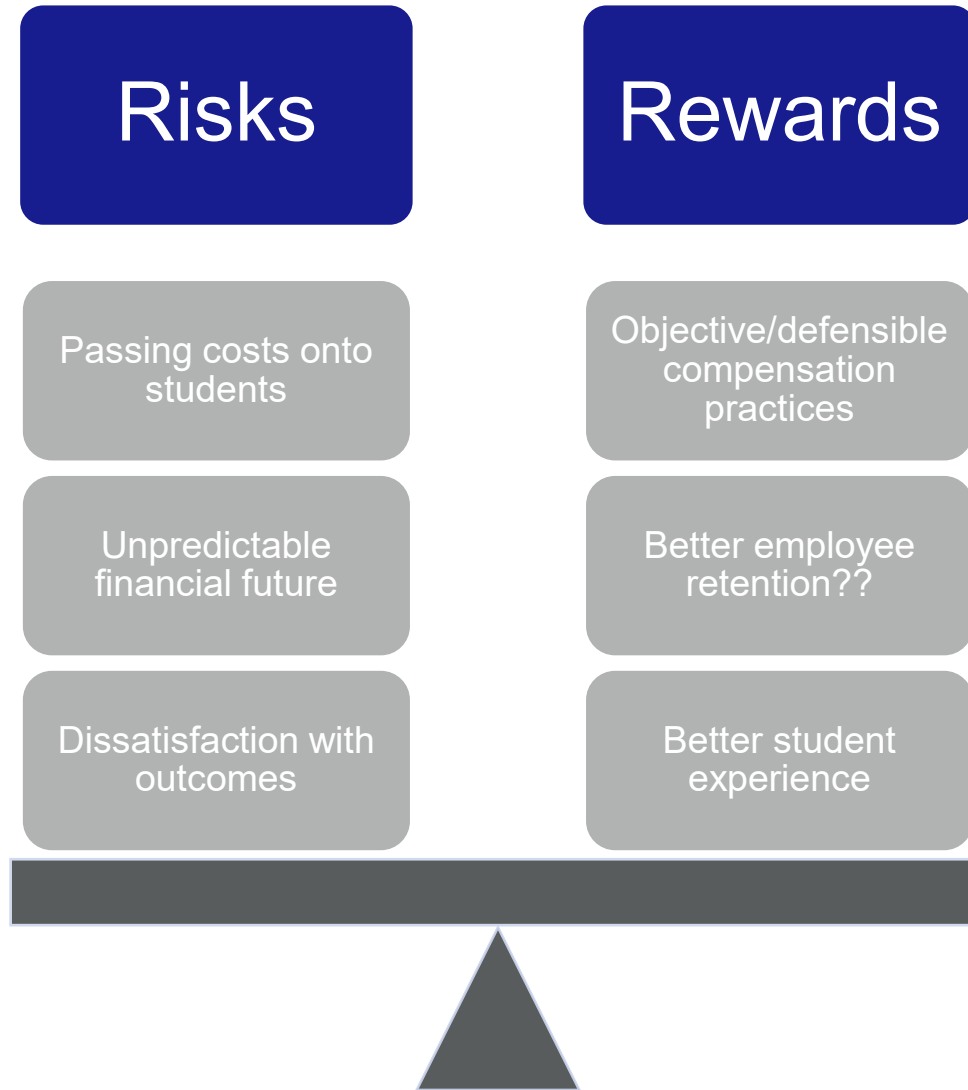 Risks
Passing costs onto
students
Unpredictable
financial future
Dissatisfaction with
outcomes
Rewards
Objective/defensible
compensation
practices
Better employee
retention??
Better student
experience